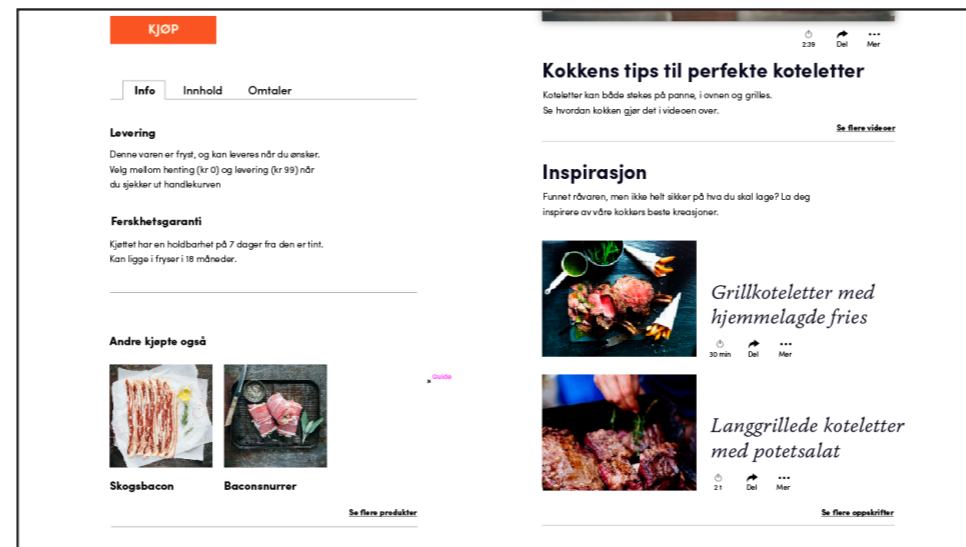 KJØP
Info Innhold Omtaler
Levering
Denne varen er fryst, og kan leveres når du ønsker.
Velg mellom henting (kr 0) og levering (kr 99) når
du sjekker ut handlekurven
Ferskhetsgaranti
Kjøttet har en holdbarhet på 7 dager fra den er tint.
Kan ligge i fryser i 18 måneder.
Andre kjøpte også
Skogsbacon Baconsnurrer
Se flere produkter
» Guide
2:39 Del Mer
Kokkens tips til perfekte koteletter
Koteletter kan både stekes på panne, i ovnen og grilles.
Se hvordan kokken gjør det i videoen over.
Se flere videoer
Inspirasjon
Funnet råvaren, men ikke helt sikker på hva du skal lage? La deg
inspirere av våre kokkers beste kreasjoner.
Grillkoteletter med
hjemmelagde fries
30 min Del Mer
Langgrillede koteletter
med potetsalat
2 t Del Mer
Se flere oppskrifter